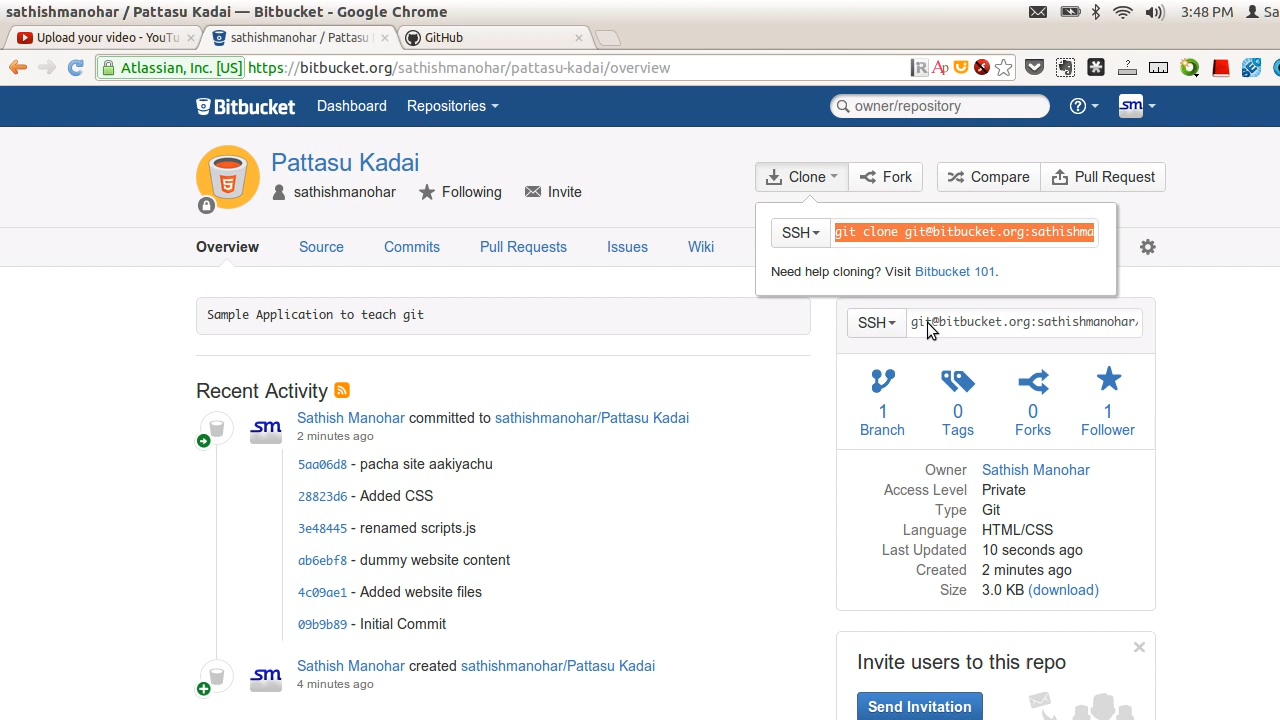 sathishmanohar / Pattasu Kadai — Bitbucket - Google Chrome
3:48 PM Sa
Upload your video - YouTu
sathishmanohar / Pattasu
GitHub
Atlassian, Inc. [US] https://bitbucket.org/sathishmanohar/pattasu-kadai/overview
Bitbucket Dashboard Repositories owner/repository sm
Pattasu Kadai
sathishmanohar Following Invite
Clone Fork Compare Pull Request
SSH git clone git@bitbucket.org:sathishma
Need help cloning? Visit Bitbucket 101.
Overview Source Commits Pull Requests Issues Wiki
Sample Application to teach git
SSH git@bitbucket.org:sathishmanohar/
1 Branch
0 Tags
0 Forks
1 Follower
Owner Sathish Manohar
Access Level Private
Type Git
Language HTML/CSS
Last Updated 10 seconds ago
Created 2 minutes ago
Size 3.0 KB (download)
Recent Activity
sm Sathish Manohar committed to sathishmanohar/Pattasu Kadai
2 minutes ago
5aa06d8 - pacha site aakiyachu
28823d6 - Added CSS
3e48445 - renamed scripts.js
ab6ebf8 - dummy website content
4c09ae1 - Added website files
09b9b89 - Initial Commit
sm Sathish Manohar created sathishmanohar/Pattasu Kadai
4 minutes ago
Invite users to this repo
Send Invitation